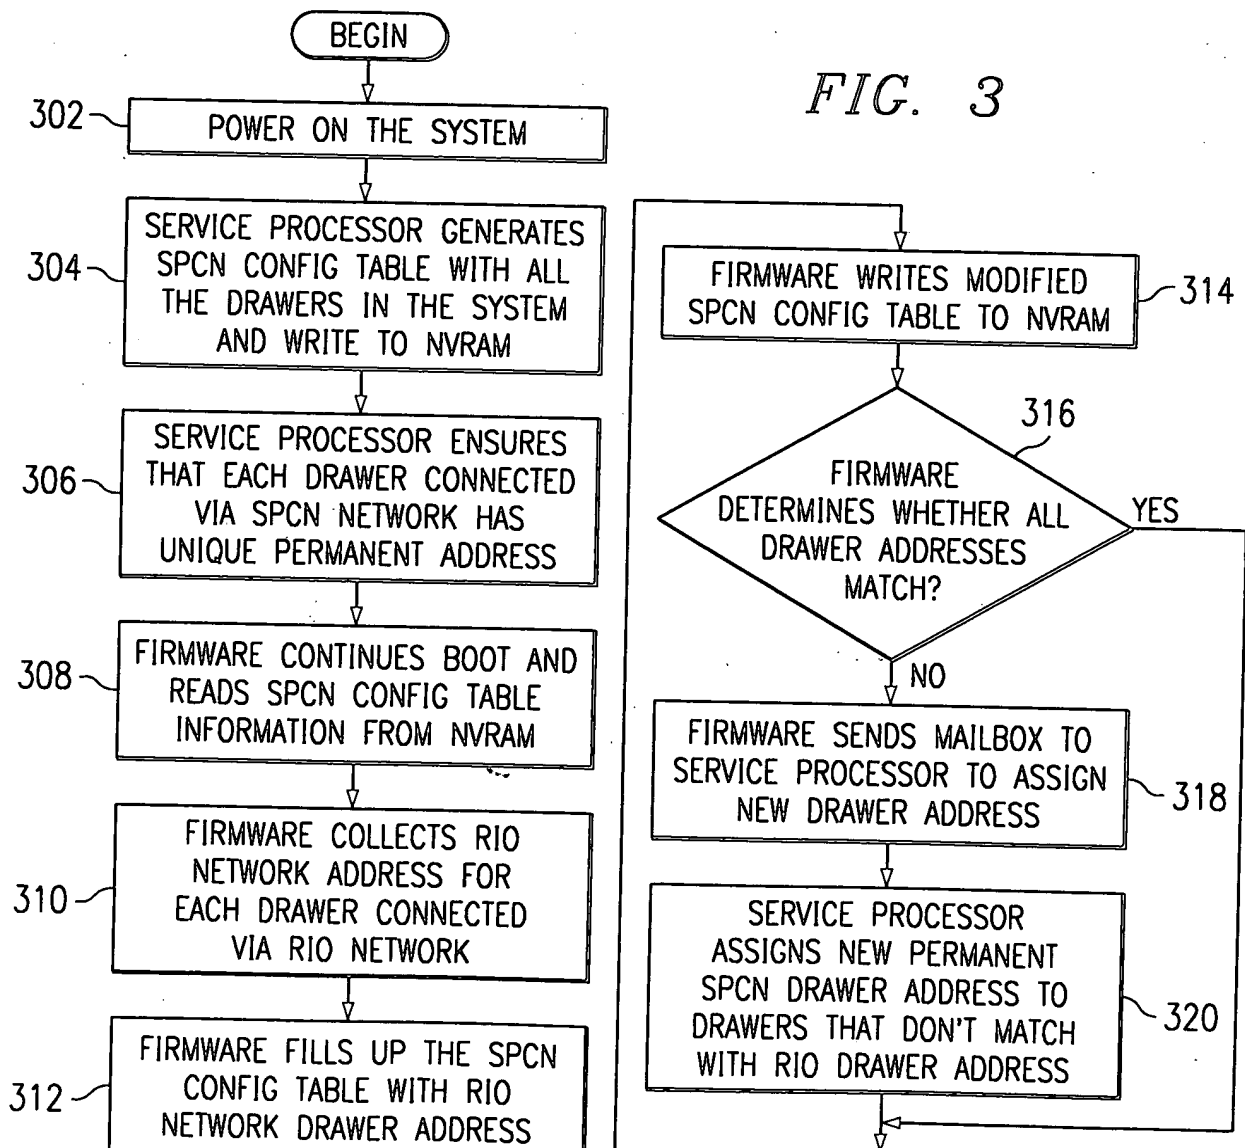 BEGIN
FIG. 3
302
POWER ON THE SYSTEM
304
SERVICE PROCESSOR GENERATES
SPCN CONFIG TABLE WITH ALL
THE DRAWERS IN THE SYSTEM
AND WRITE TO NVRAM
306
SERVICE PROCESSOR ENSURES
THAT EACH DRAWER CONNECTED
VIA SPCN NETWORK HAS
UNIQUE PERMANENT ADDRESS
308
FIRMWARE CONTINUES BOOT AND
READS SPCN CONFIG TABLE
INFORMATION FROM NVRAM
310
FIRMWARE COLLECTS RIO
NETWORK ADDRESS FOR
EACH DRAWER CONNECTED
VIA RIO NETWORK
312
FIRMWARE FILLS UP THE SPCN
CONFIG TABLE WITH RIO
NETWORK DRAWER ADDRESS
FIRMWARE WRITES MODIFIED
SPCN CONFIG TABLE TO NVRAM
314
316
FIRMWARE
DETERMINES WHETHER ALL
DRAWER ADDRESSES
MATCH?
YES
NO
FIRMWARE SENDS MAILBOX TO
SERVICE PROCESSOR TO ASSIGN
NEW DRAWER ADDRESS
318
SERVICE PROCESSOR
ASSIGNS NEW PERMANENT
SPCN DRAWER ADDRESS TO
DRAWERS THAT DON'T MATCH
WITH RIO DRAWER ADDRESS
320